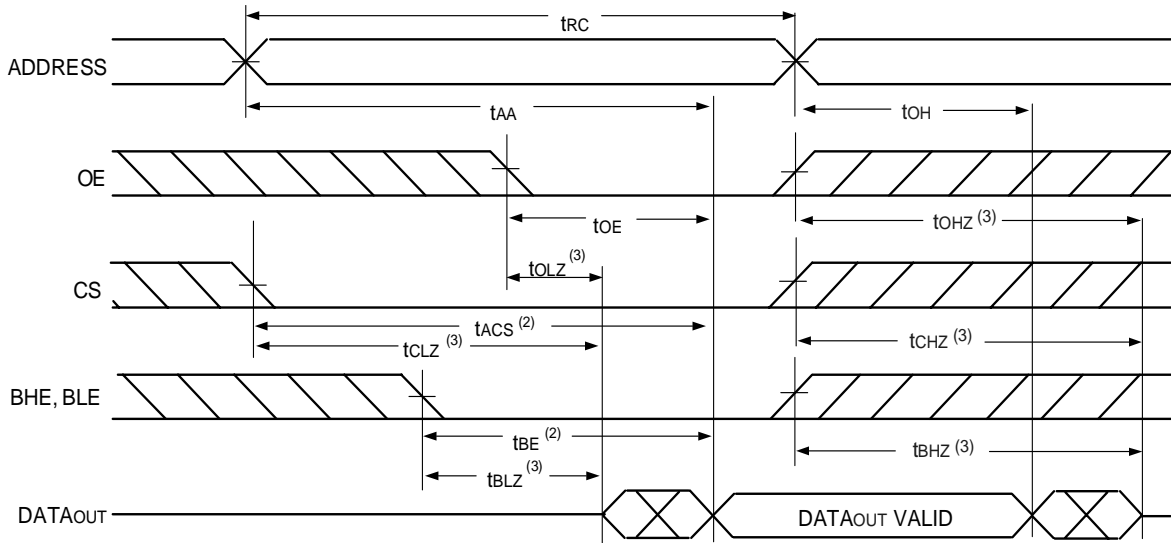 tRC
ADDRESS
tAA
tOH
OE
tOE
tOHZ (3)
tOLZ (3)
CS
tACS (2)
tCLZ (3)
tCHZ (3)
BHE, BLE
tBE (2)
tBHZ (3)
tBLZ (3)
DATAOUT
DATAOUT VALID